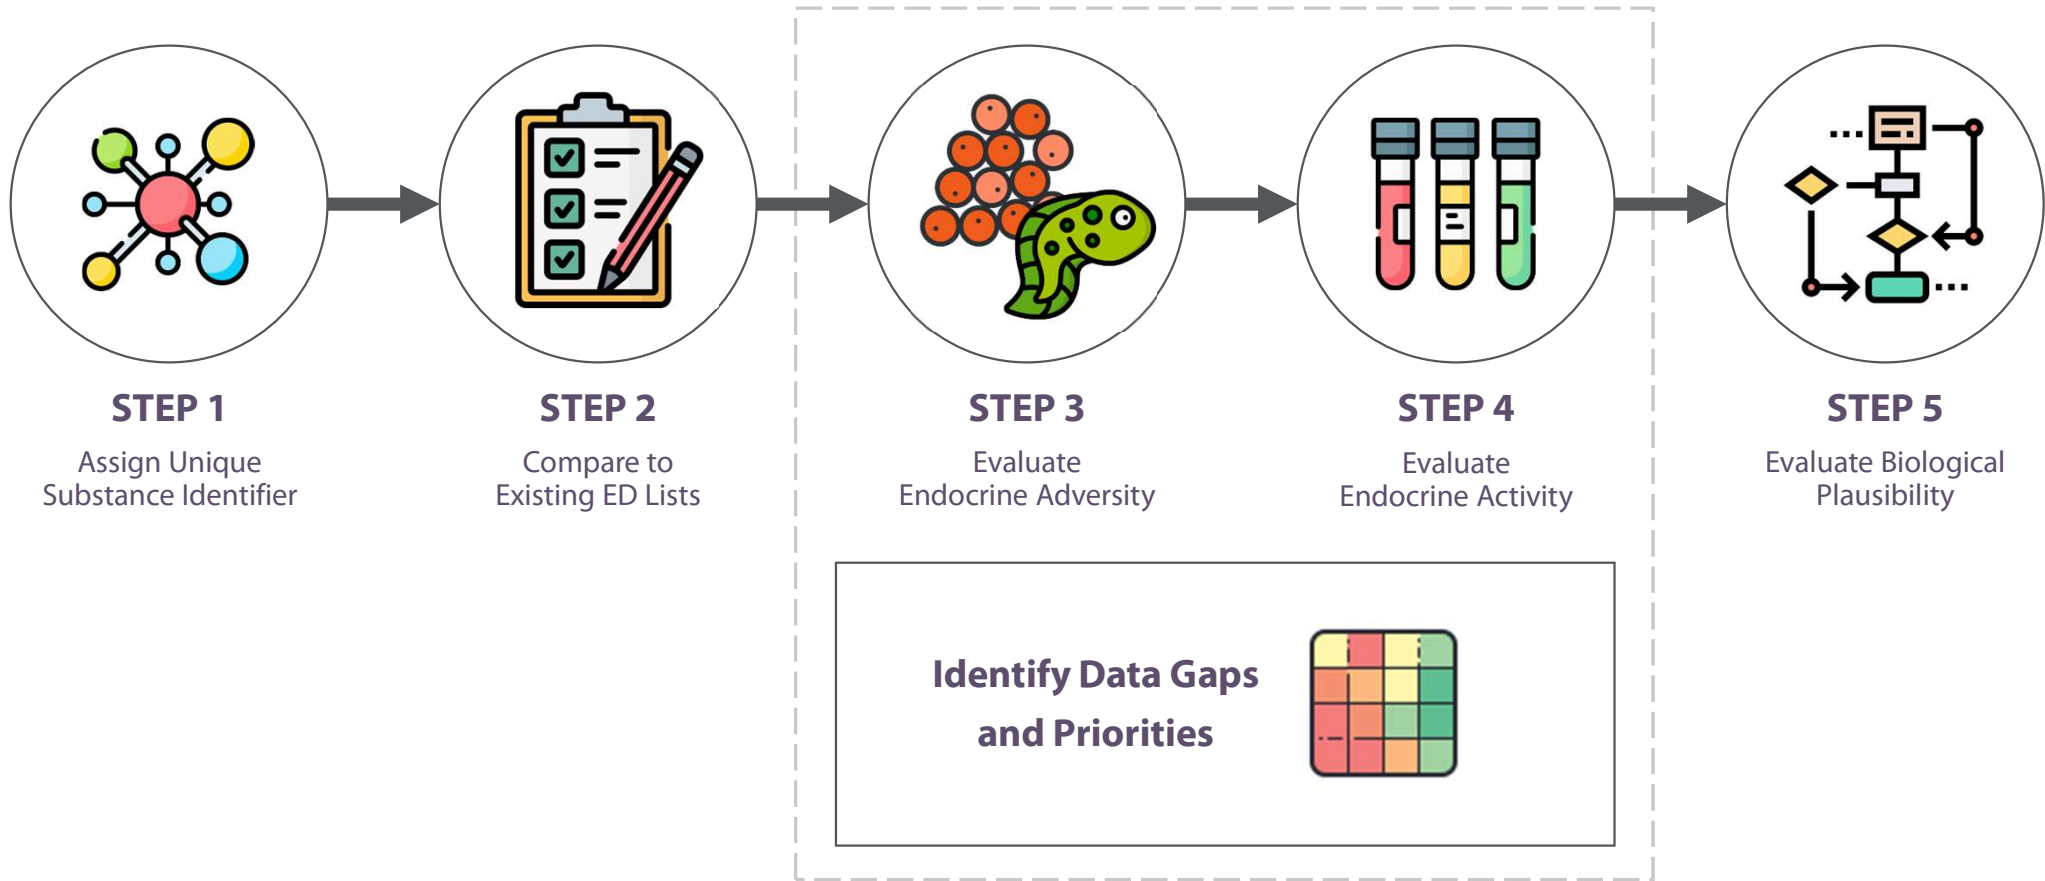 STEP 1
Assign Unique
Substance Identifier
STEP 2
Compare to
Existing ED Lists
STEP 3
Evaluate
Endocrine Adversity
STEP 4
Evaluate
Endocrine Activity
STEP 5
Evaluate Biological
Plausibility
Identify Data Gaps
and Priorities